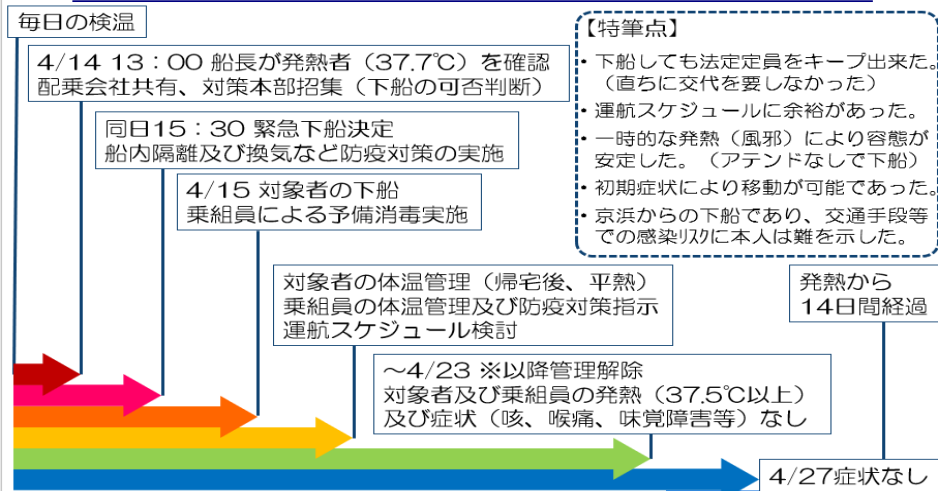 毎日の検温
4/14 13：00 船長が発熱者（37.7℃）を確認
配乗会社共有、対策本部招集（下船の可否判断）
同日15：30 緊急下船決定
船内隔離及び換気など防疫対策の実施
4/15 対象者の下船
乗組員による予備消毒実施
【特筆点】
・下船しても法定定員をキープ出来た。
（直ちに交代を要しなかった）
・運航スケジュールに余裕があった。
・一時的な発熱（風邪）により容態が
安定した。（アテンドなしで下船）
・初期症状により移動が可能であった。
・京浜からの下船であり、交通手段等
での感染ﾘｽｸに本人は難を示した。
対象者の体温管理（帰宅後、平熱）
乗組員の体温管理及び防疫対策指示
運航スケジュール検討
発熱から
14日間経過
～4/23 ※以降管理解除
対象者及び乗組員の発熱（37.5℃以上）
及び症状（咳、喉痛、味覚障害等）なし
4/27症状なし